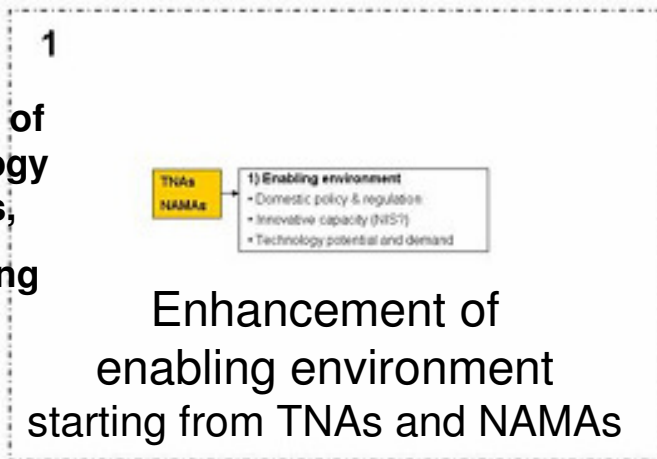 1
of
ogy
s,
ng
TNAs
NAMAs
1) Enabling environment
• Domestic policy & regulation
• Innovative capacity (NIS?)
• Technology potential and demand
Enhancement of
enabling environment
starting from TNAs and NAMAs